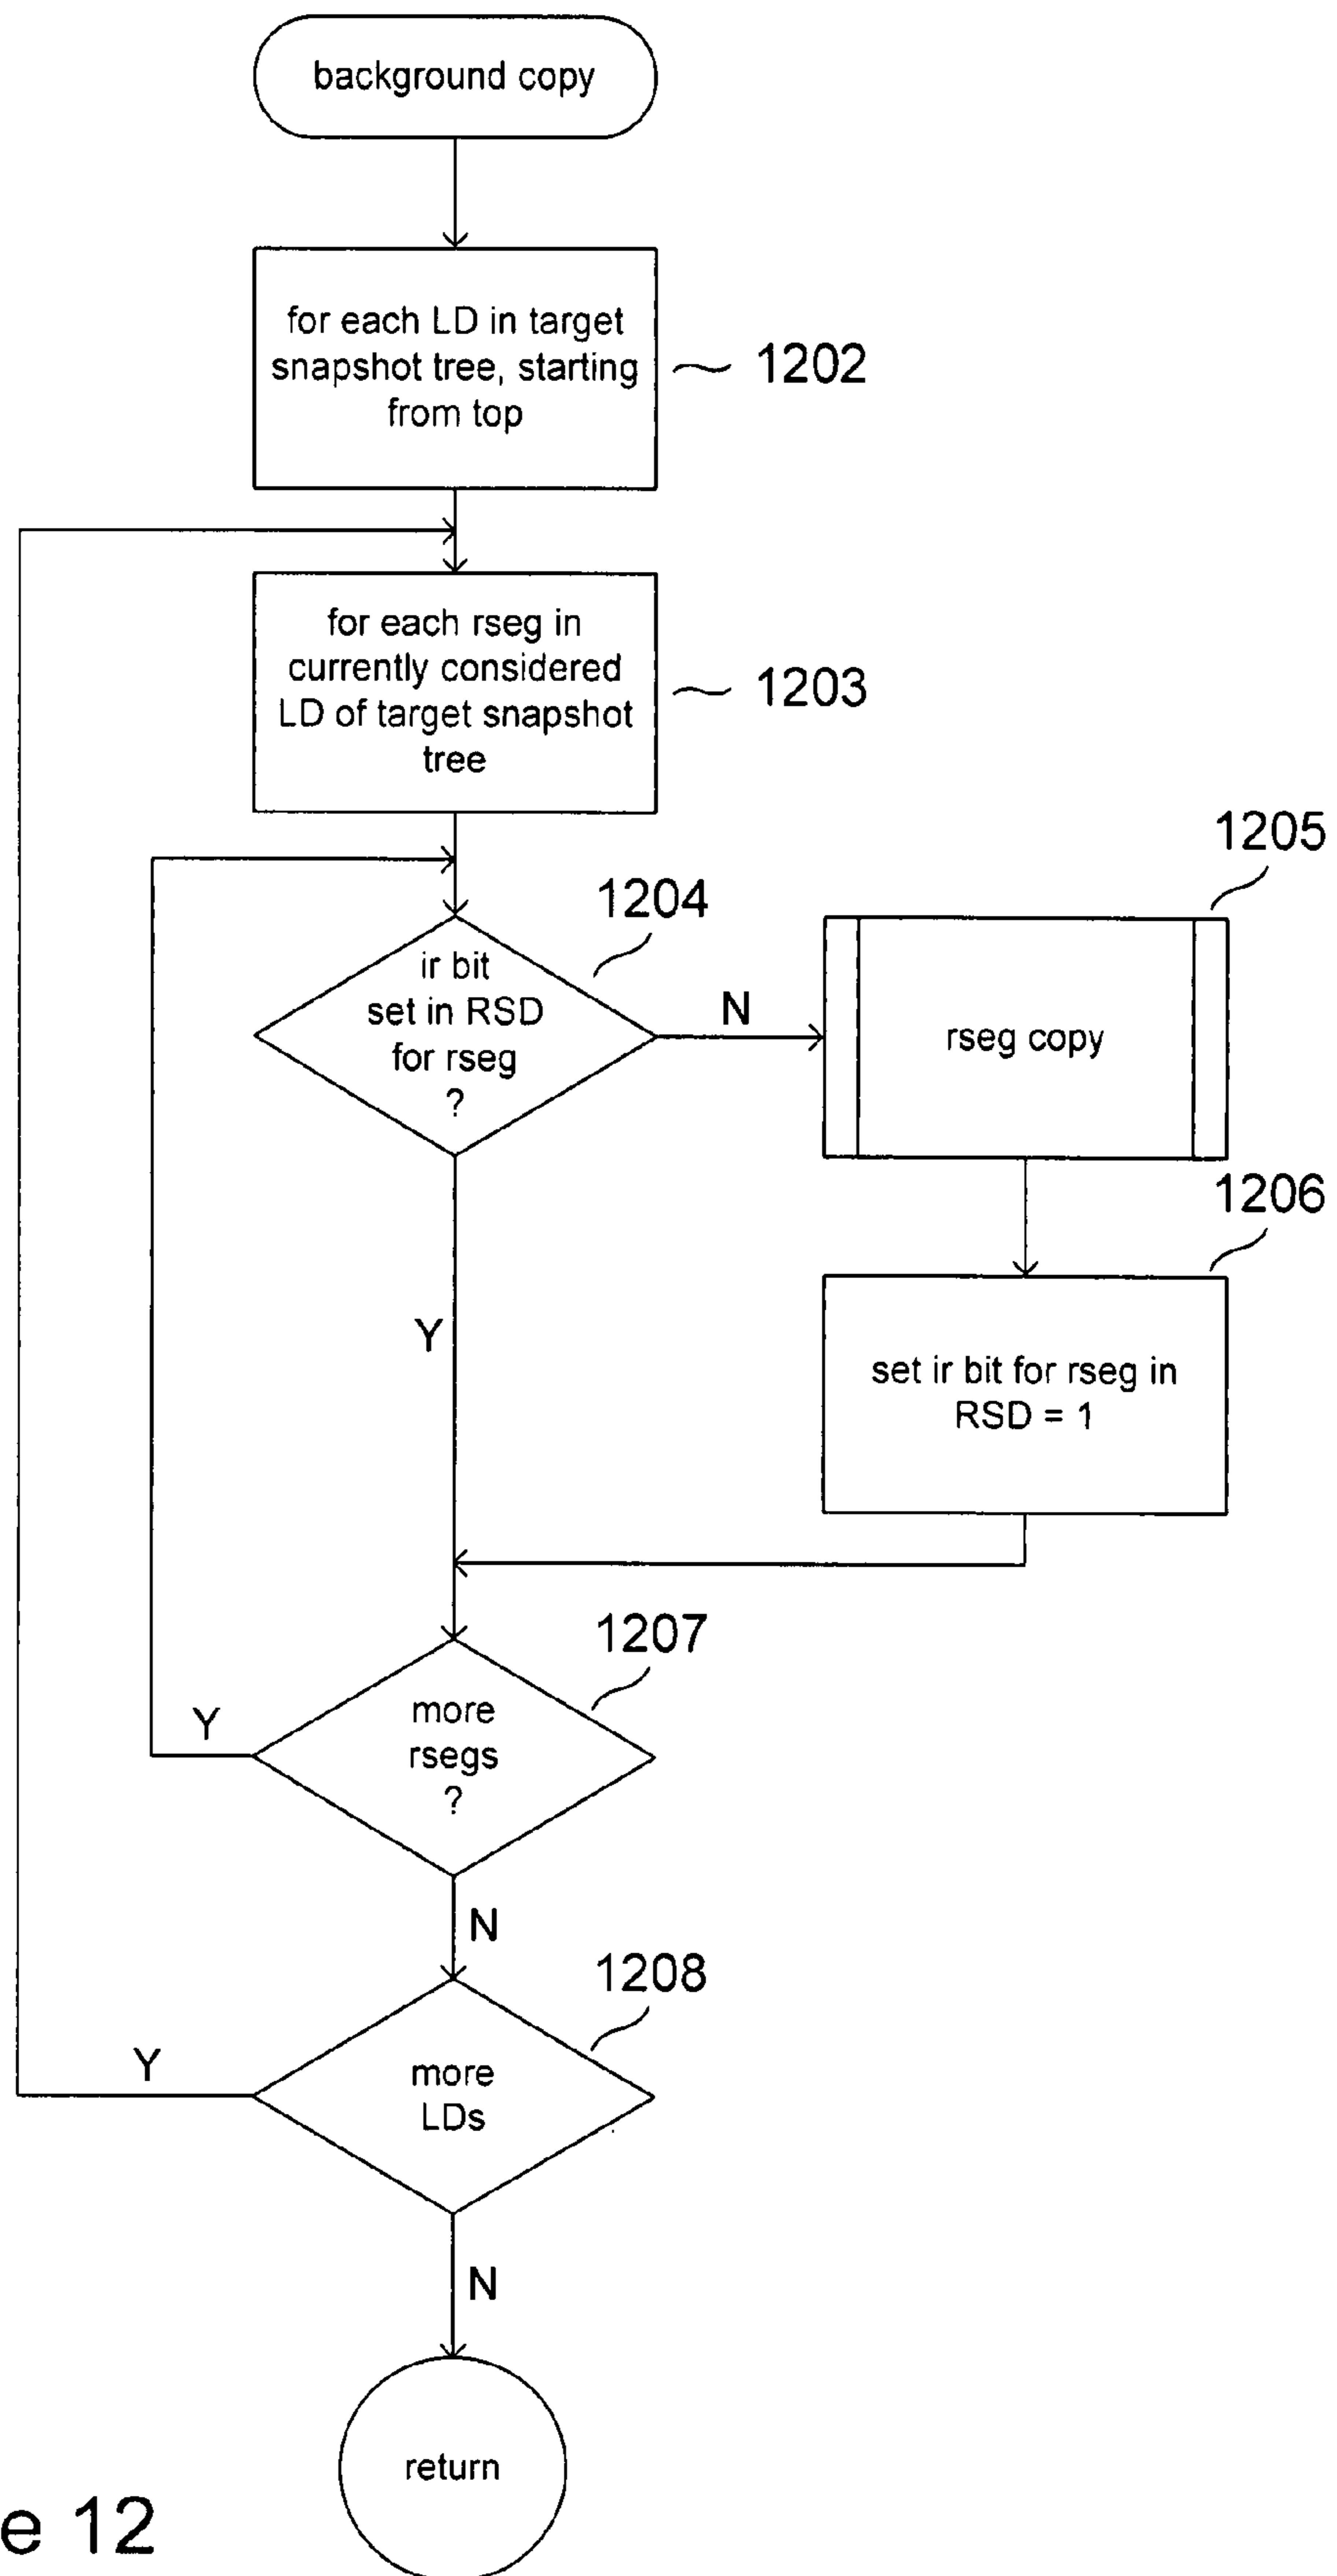 background copy
for each LD in target
snapshot tree, starting
from top
1202
for each rseg in
currently considered
LD of target snapshot
tree
1203
1204
ir bit
set in RSD
for rseg
?
N
1205
rseg copy
Y
1206
set ir bit for rseg in
RSD = 1
1207
more
rsegs
?
Y
N
1208
more
LDs
Y
N
return
e 12